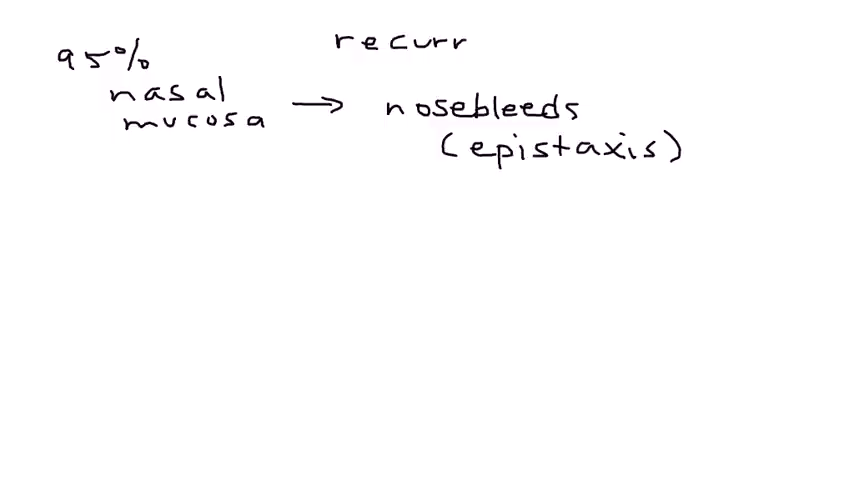 95%
recurr
nasal
mucosa → nosebleeds
(epistaxis)